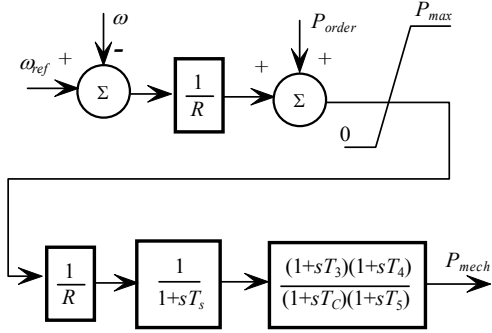 ω
P_order
P_max
ω_ref
+
-
Σ
1/R
+
+
Σ
0
1/R
1/(1+sT_s)
(1+sT_3)(1+sT_4)/(1+sT_C)(1+sT_5)
P_mech